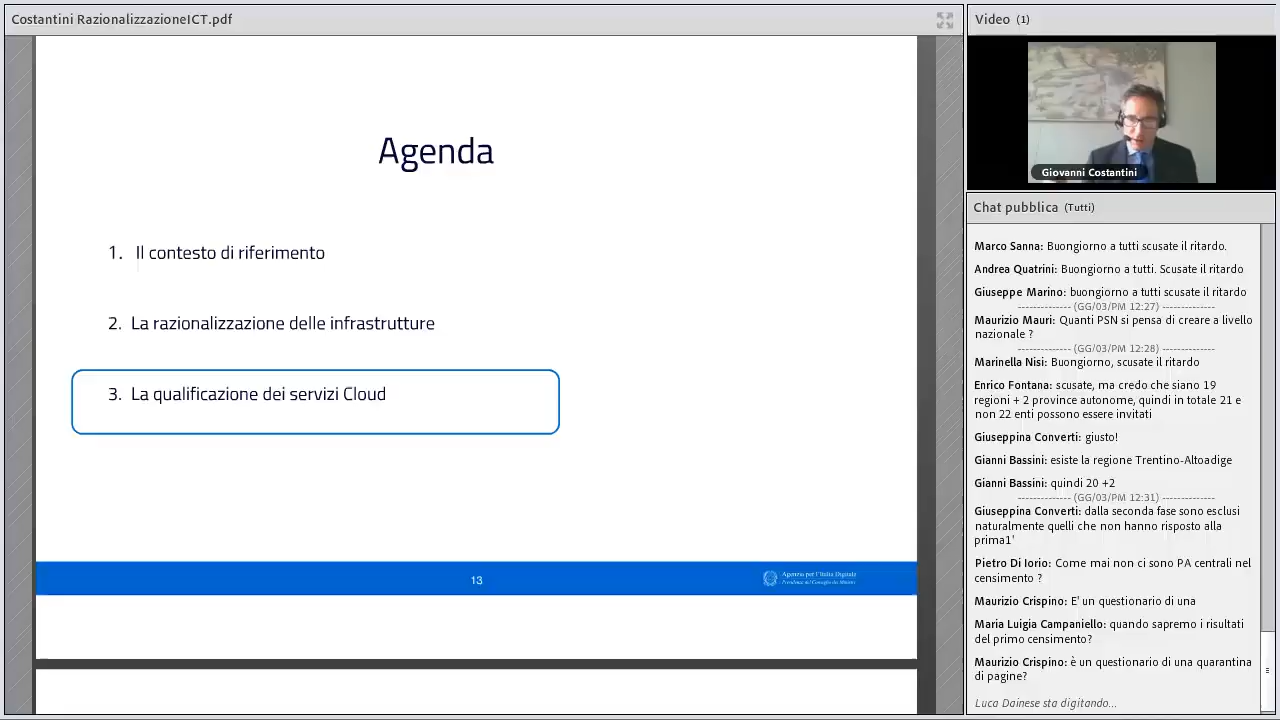 Costantini RazionalizzazioneICT.pdf
Agenda
1. Il contesto di riferimento
2. La razionalizzazione delle infrastrutture
3. La qualificazione dei servizi Cloud
13
Agenzia per l'Italia Digitale
Presidenza del Consiglio dei Ministri
Video (1)
Giovanni Costantini
Chat pubblica (Tutti)
Marco Sanna: Buongiorno a tutti scusate il ritardo.
Andrea Quatrini: Buongiorno a tutti. Scusate il ritardo
Giuseppe Marino: buongiorno a tutti scusate il ritardo
-------------- (GG/03/PM 12:27) --------------
Maurizio Mauri: Quanti PSN si pensa di creare a livello
nazionale ?
-------------- (GG/03/PM 12:28) --------------
Marinella Nisi: Buongiorno, scusate il ritardo
Enrico Fontana: scusate, ma credo che siano 19
regioni + 2 province autonome, quindi in totale 21 e
non 22 enti possono essere invitati
Giuseppina Converti: giusto!
Gianni Bassini: esiste la regione Trentino-Altoadige
Gianni Bassini: quindi 20 +2
-------------- (GG/03/PM 12:31) --------------
Giuseppina Converti: dalla seconda fase sono esclusi
naturalmente quelli che non hanno risposto alla
prima1'
Pietro Di Iorio: Come mai non ci sono PA centrali nel
censimento ?
Maurizio Crispino: E' un questionario di una
Maria Luigia Campaniello: quando sapremo i risultati
del primo censimento?
Maurizio Crispino: è un questionario di una quarantina
di pagine?
Luca Dainese sta digitando...